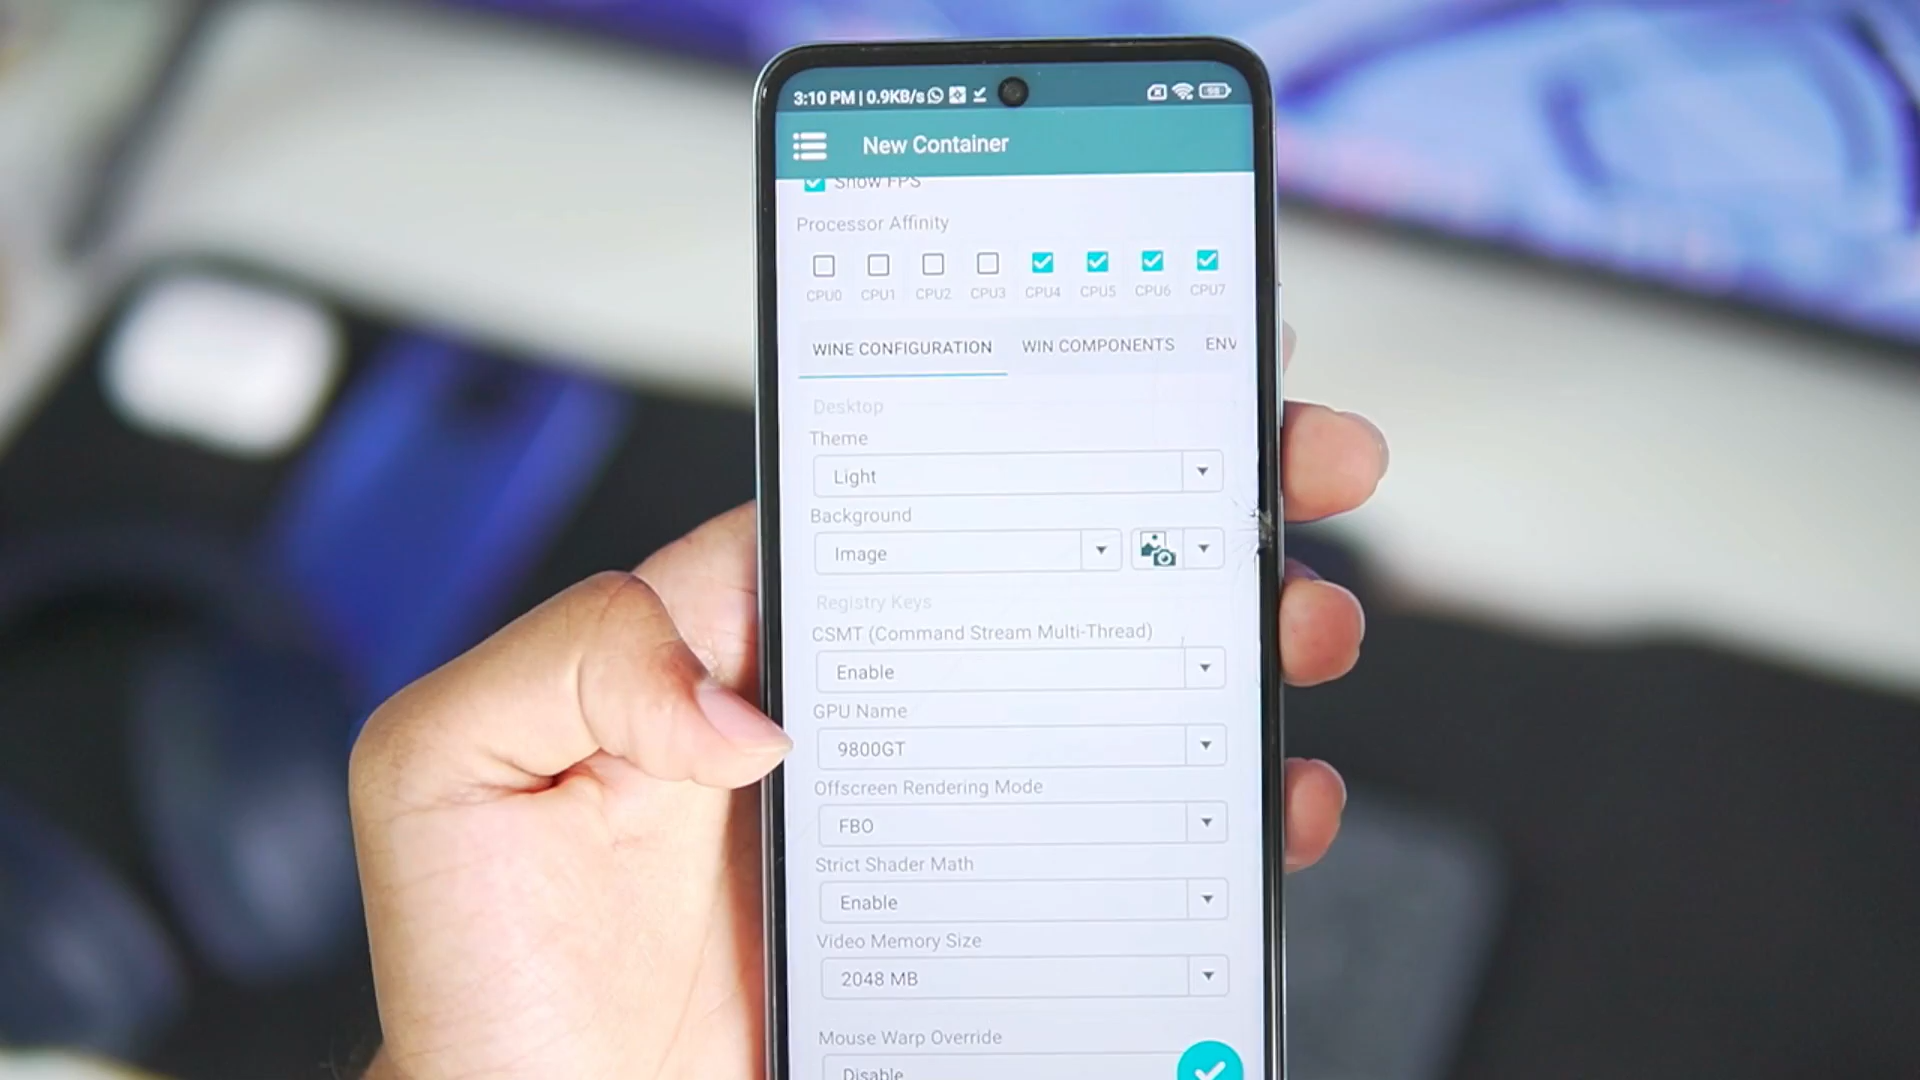 3:10 PM | 0.9KB/s
98
New Container
Show FPS
Processor Affinity
CPU0 CPU1 CPU2 CPU3 CPU4 CPU5 CPU6 CPU7
WINE CONFIGURATION WIN COMPONENTS ENV
Desktop
Theme
Light
Background
Image
Registry Keys
CSMT (Command Stream Multi-Thread)
Enable
GPU Name
9800GT
Offscreen Rendering Mode
FBO
Strict Shader Math
Enable
Video Memory Size
2048 MB
Mouse Warp Override
Disable